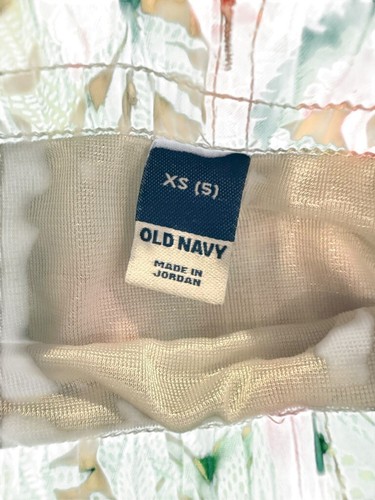 XS (5)
OLD NAVY
MADE IN
JORDAN